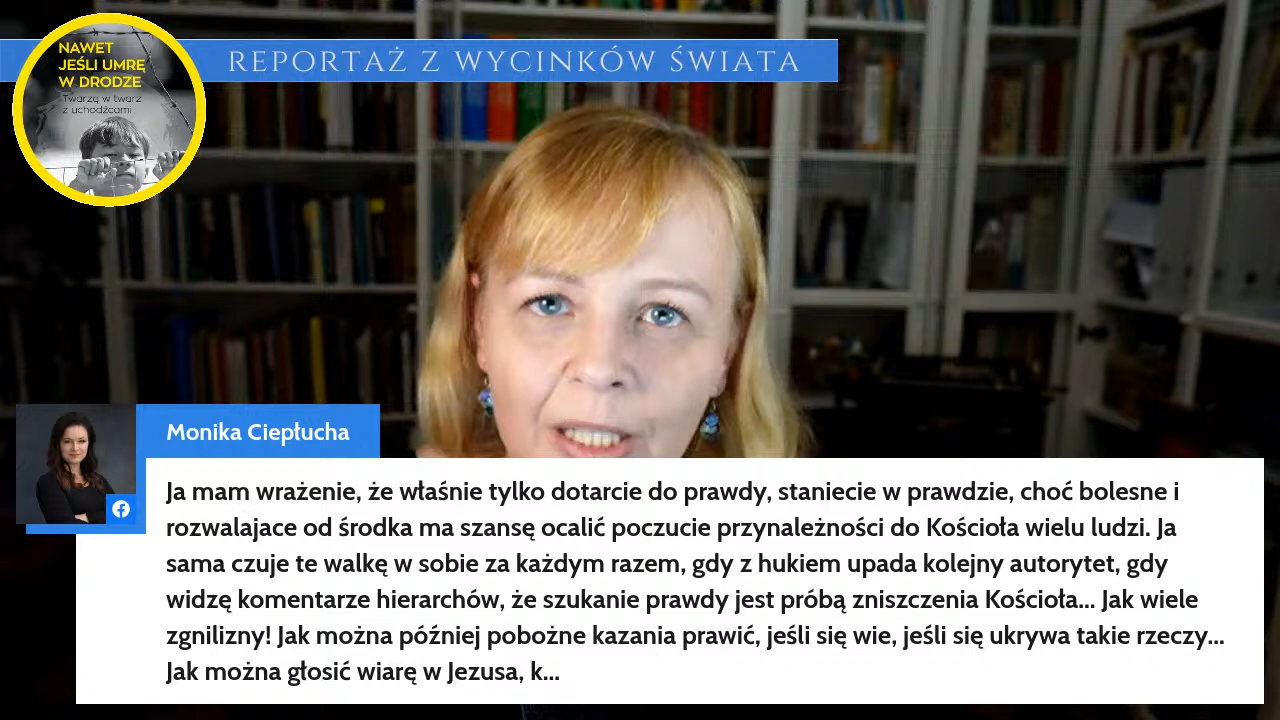 NAWET
JEŚLI UMRĘ
W DRODZE
Twarzą w twarz
z uchodźcami
REPORTAŻ Z WYCINKÓW ŚWIATA
Monika Ciepłucha
Ja mam wrażenie, że właśnie tylko dotarcie do prawdy, staniecie w prawdzie, choć bolesne i
rozwalajace od środka ma szansę ocalić poczucie przynależności do Kościoła wielu ludzi. Ja
sama czuje te walkę w sobie za każdym razem, gdy z hukiem upada kolejny autorytet, gdy
widzę komentarze hierarchów, że szukanie prawdy jest próbą zniszczenia Kościoła... Jak wiele
zgnilizny! Jak można później pobożne kazania prawić, jeśli się wie, jeśli się ukrywa takie rzeczy...
Jak można głosić wiarę w Jezusa, k...